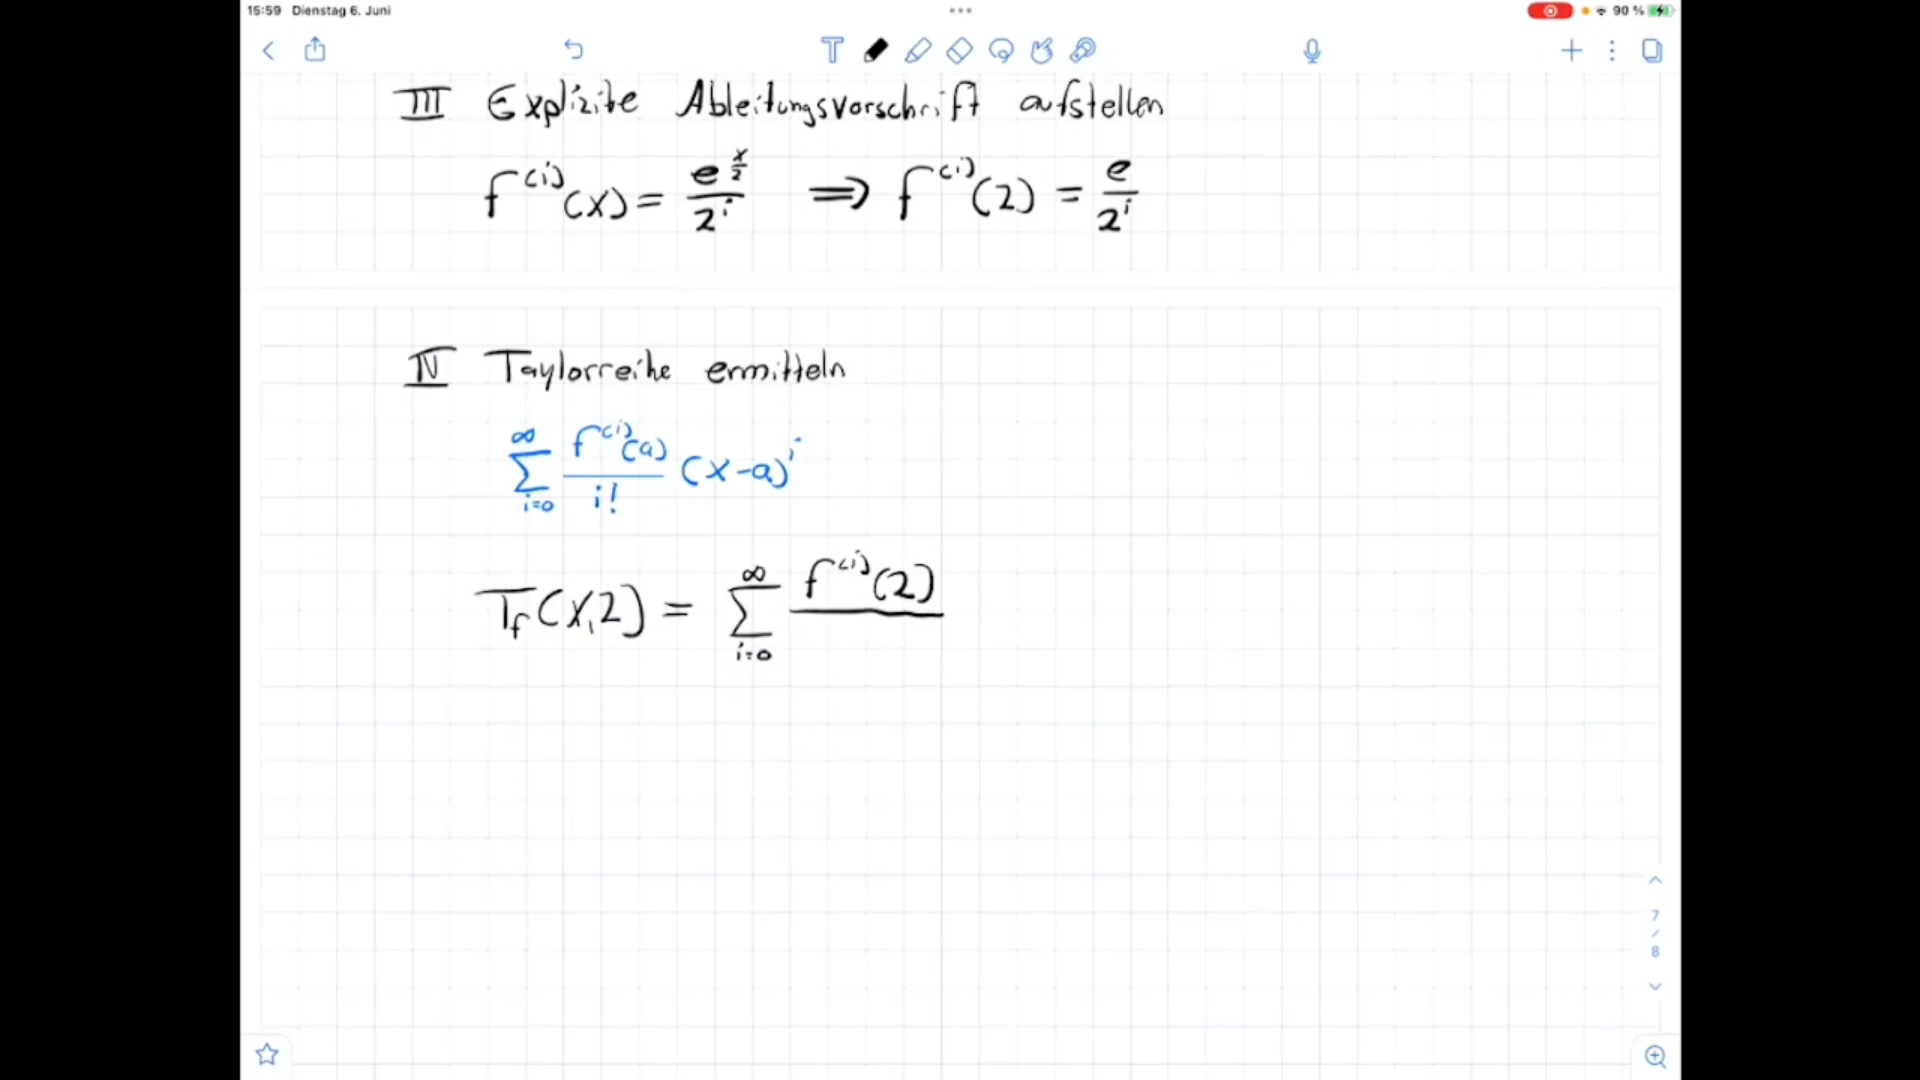 15:59 Dienstag 6. Juni 90 %
III Explizite Ableitungsvorschrift aufstellen
f^(i)(x) = e^(x/2) / 2^i ⟹ f^(i)(2) = e / 2^i
IV Taylorreihe ermitteln
∑_{i=0}^{∞} f^(i)(a) / i! (x-a)^i
T_f(x,2) = ∑_{i=0}^{∞} f^(i)(2)
7
/
8